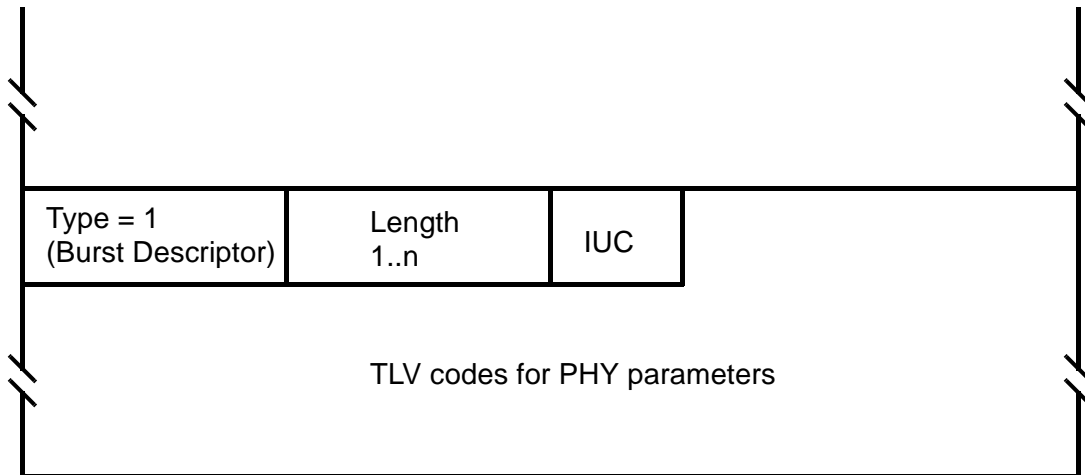 Type = 1
(Burst Descriptor)
Length
1..n
IUC
TLV codes for PHY parameters